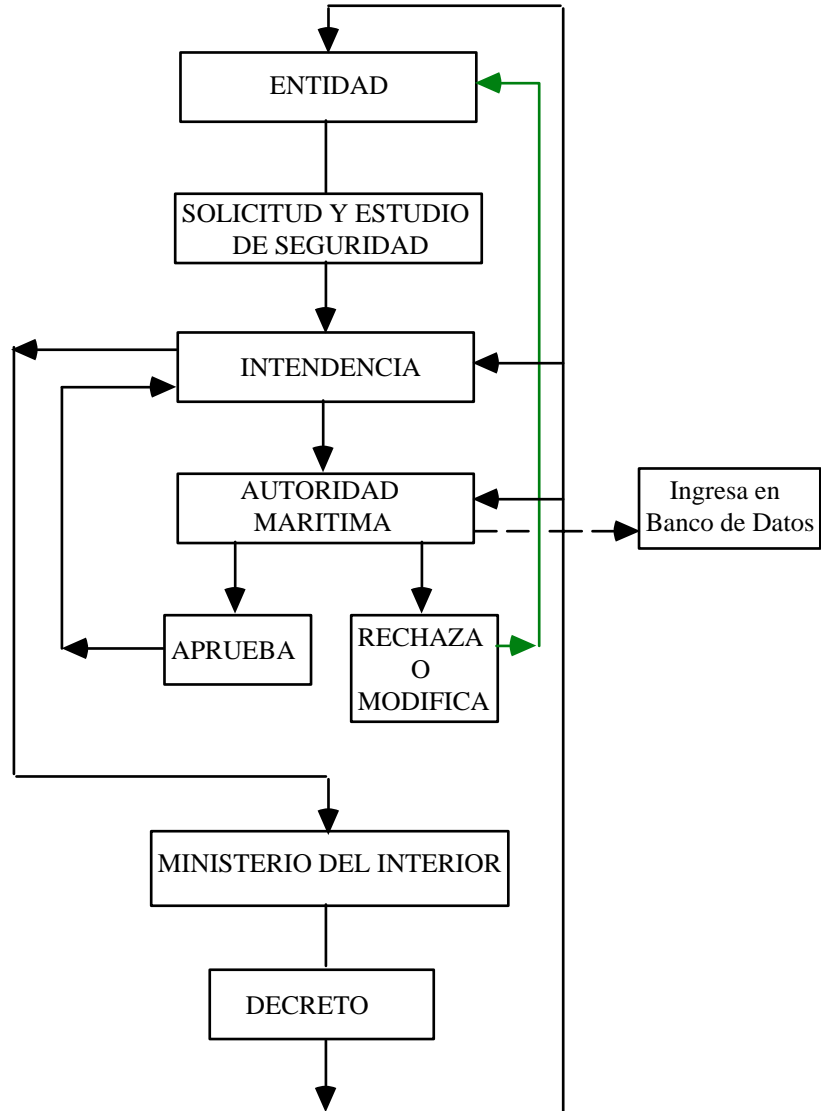 ENTIDAD
SOLICITUD Y ESTUDIO
DE SEGURIDAD
INTENDENCIA
AUTORIDAD
MARITIMA
Ingresa en
Banco de Datos
APRUEBA
RECHAZA
O
MODIFICA
MINISTERIO DEL INTERIOR
DECRETO